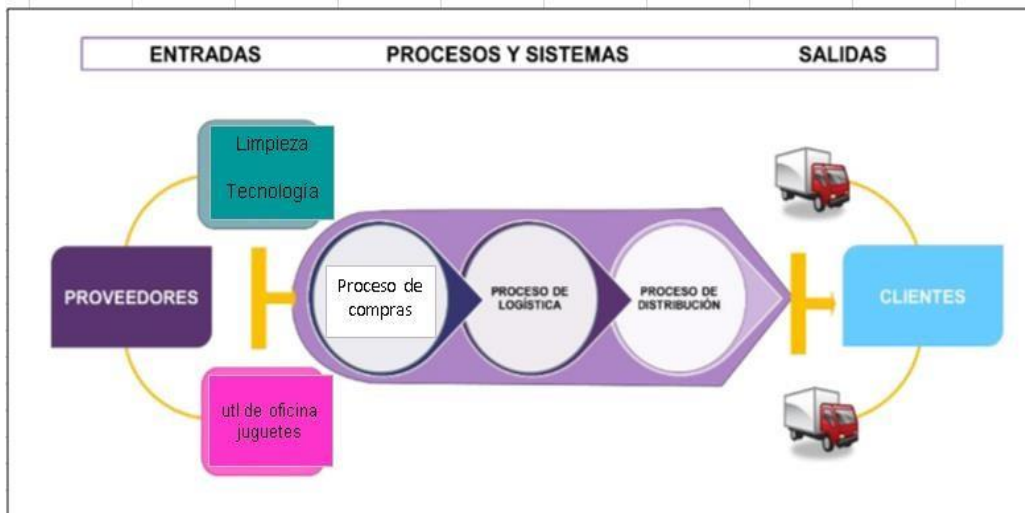 ENTRADAS
PROCESOS Y SISTEMAS
SALIDAS
Limpieza
Tecnología
PROVEEDORES
Proceso de
compras
PROCESO DE
LOGÍSTICA
PROCESO DE
DISTRIBUCIÓN
CLIENTES
utl de oficina
juguetes